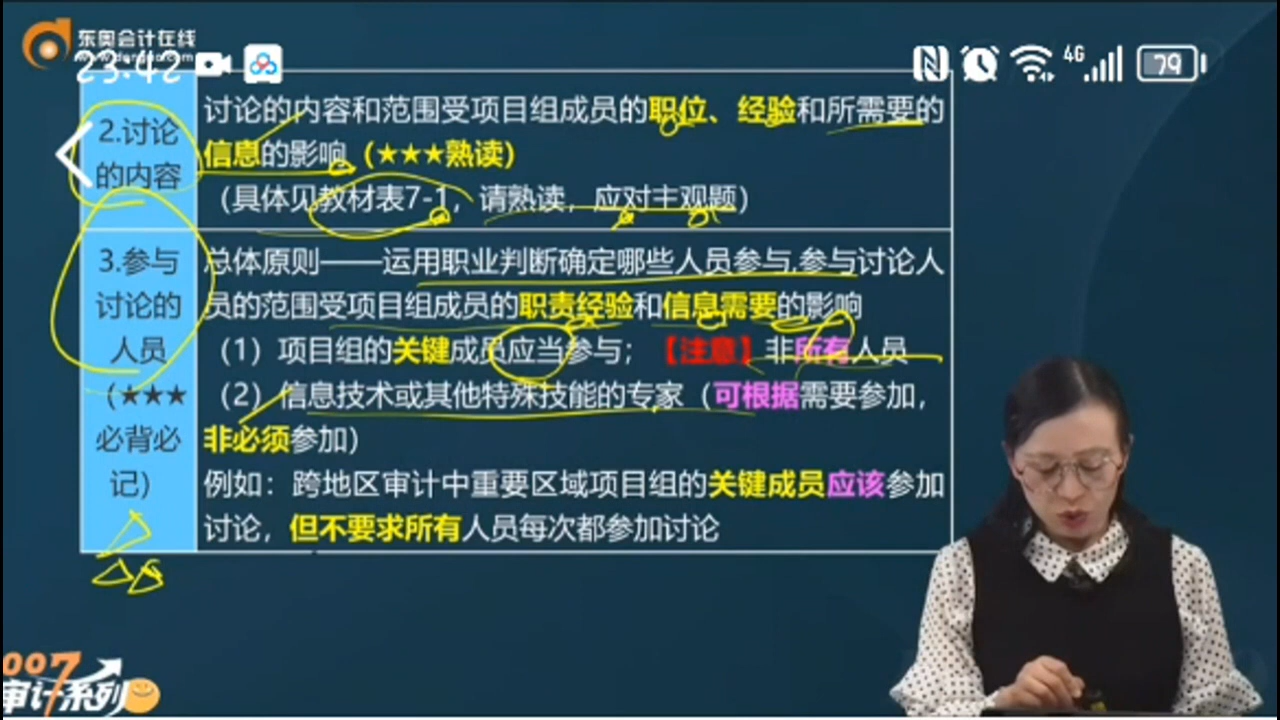 东奥会计在线
23:42
4G
79
2.讨论
的内容
讨论的内容和范围受项目组成员的职位、经验和所需要的
信息的影响（★★★熟读）
（具体见教材表7-1，请熟读，应对主观题）
3.参与
讨论的
人员
（★★★
必背必
记）
总体原则——运用职业判断确定哪些人员参与,参与讨论人
员的范围受项目组成员的职责经验和信息需要的影响
（1）项目组的关键成员应当参与；【注意】非所有人员
（2）信息技术或其他特殊技能的专家（可根据需要参加，
非必须参加）
例如：跨地区审计中重要区域项目组的关键成员应该参加
讨论，但不要求所有人员每次都参加讨论
007
审计系列